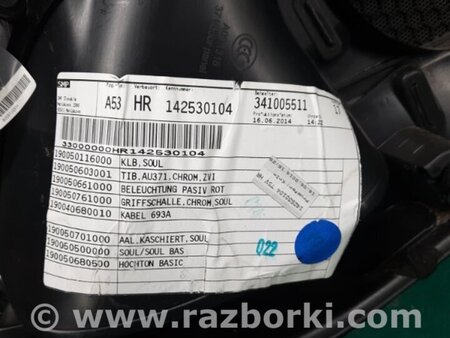 A53 HR 142530104 341005511
16.06.2014 14:22
33000000HR142530104
190050116000 KLB,SOUL
190050603001 TIB,AU371,CHROM,ZVI
190050661000 BELEUCHTUNG PASIV ROT
190050761000 GRIFFSCHALLE,CHROM,SOUL
190040680010 KABEL 693A
190050701000 AAL,KASCHIERT,SOUL
190050500000 SOUL/SOUL BAS
190050680500 HOCHTON BASIC
022
www.razborki.com